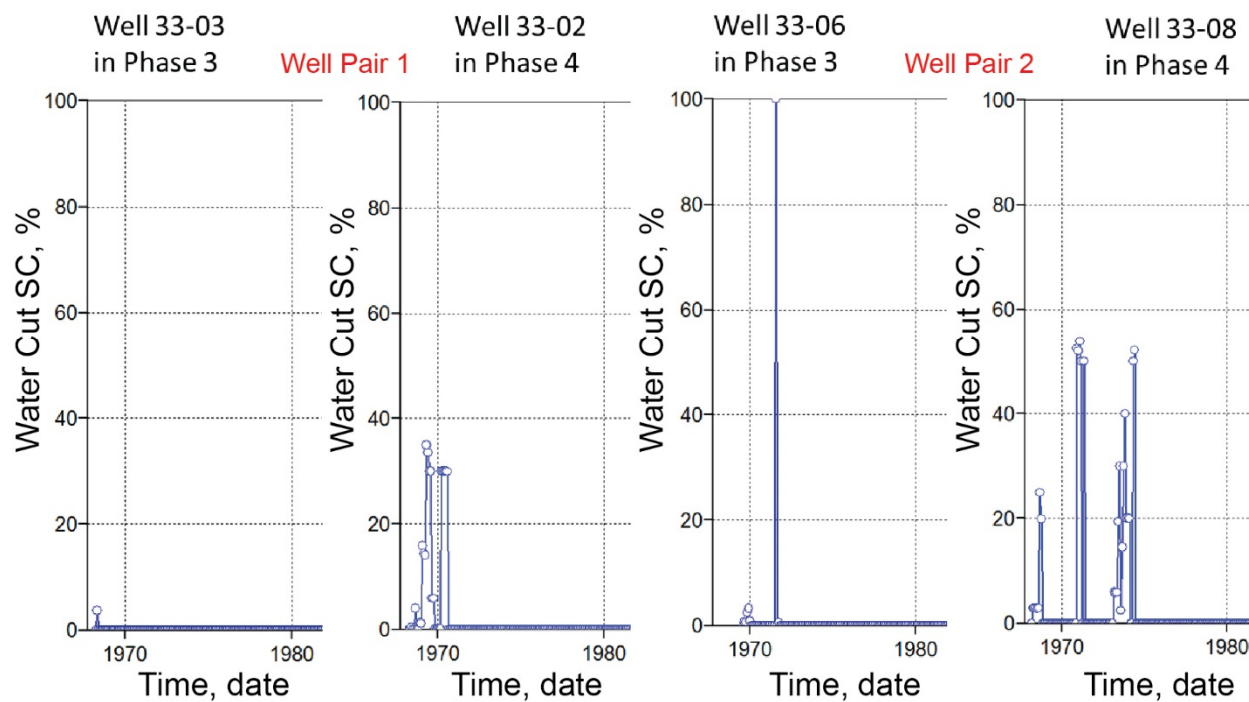 Well 33-03
in Phase 3
Well Pair 1
Well 33-02
in Phase 4
Well 33-06
in Phase 3
Well Pair 2
Well 33-08
in Phase 4
Water Cut SC, %
100
80
60
40
20
0
1970
1980
Time, date
Water Cut SC, %
100
80
60
40
20
0
1970
1980
Time, date
Water Cut SC, %
100
80
60
40
20
0
1970
1980
Time, date
Water Cut SC, %
100
80
60
40
20
0
1970
1980
Time, date